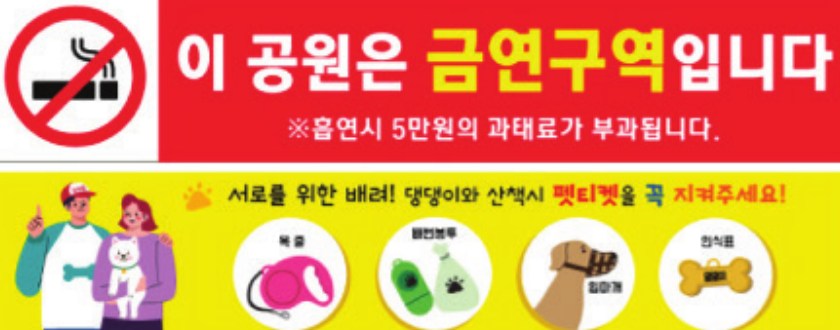 이 공원은 금연구역입니다
※흡연시 5만원의 과태료가 부과됩니다.
서로를 위한 배려! 댕댕이와 산책시 펫티켓을 꼭 지켜주세요!
목줄
배변봉투
입마개
인식표